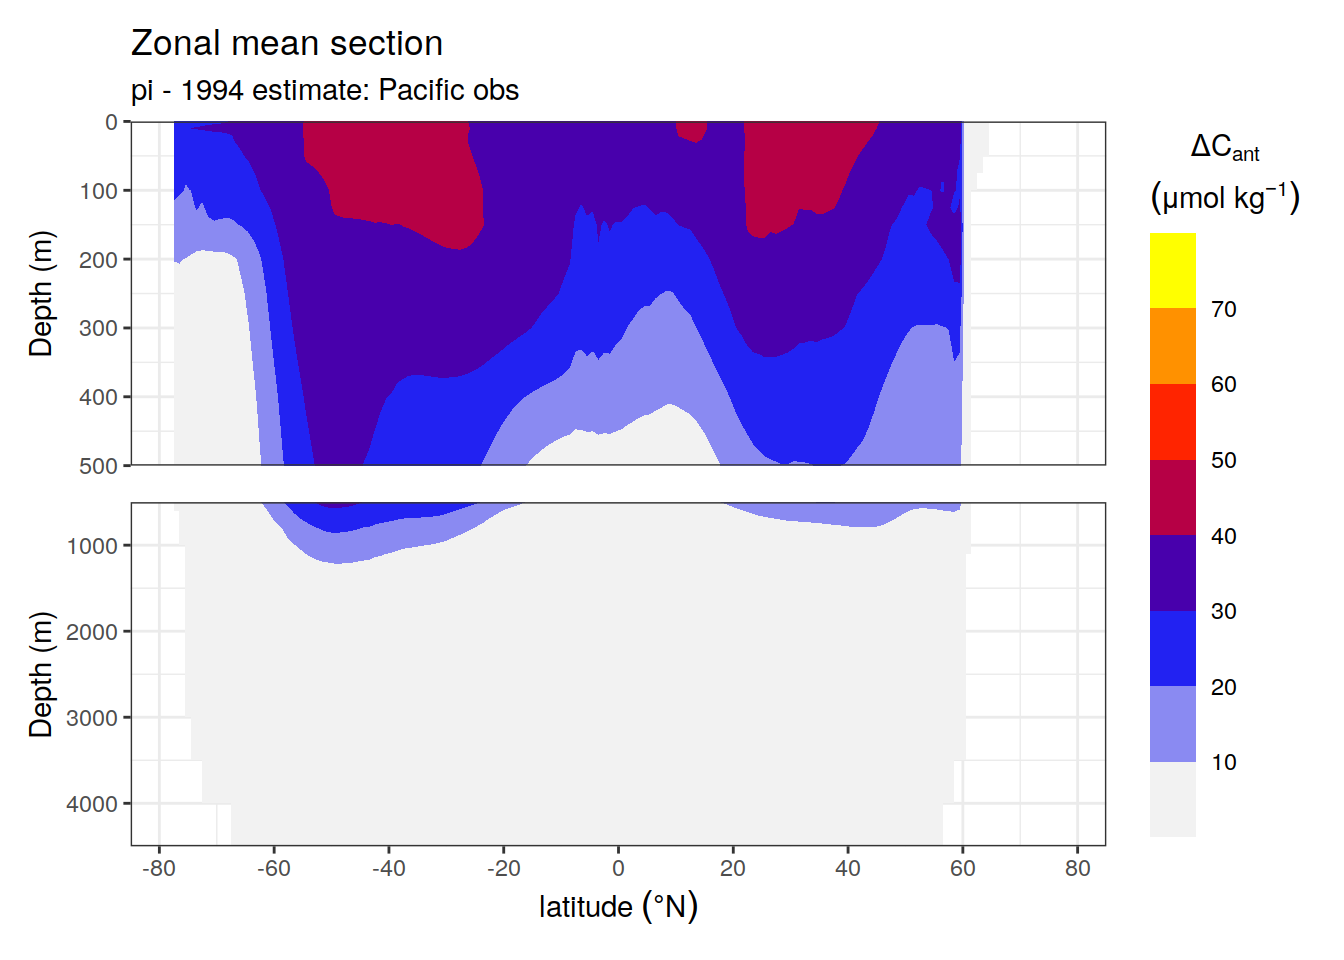 Zonal mean section
pi - 1994 estimate: Pacific obs
Depth (m)
0
100
200
300
400
500
Depth (m)
1000
2000
3000
4000
-80 -60 -40 -20 0 20 40 60 80
latitude (°N)
ΔCant
(μmol kg⁻¹)
70
60
50
40
30
20
10